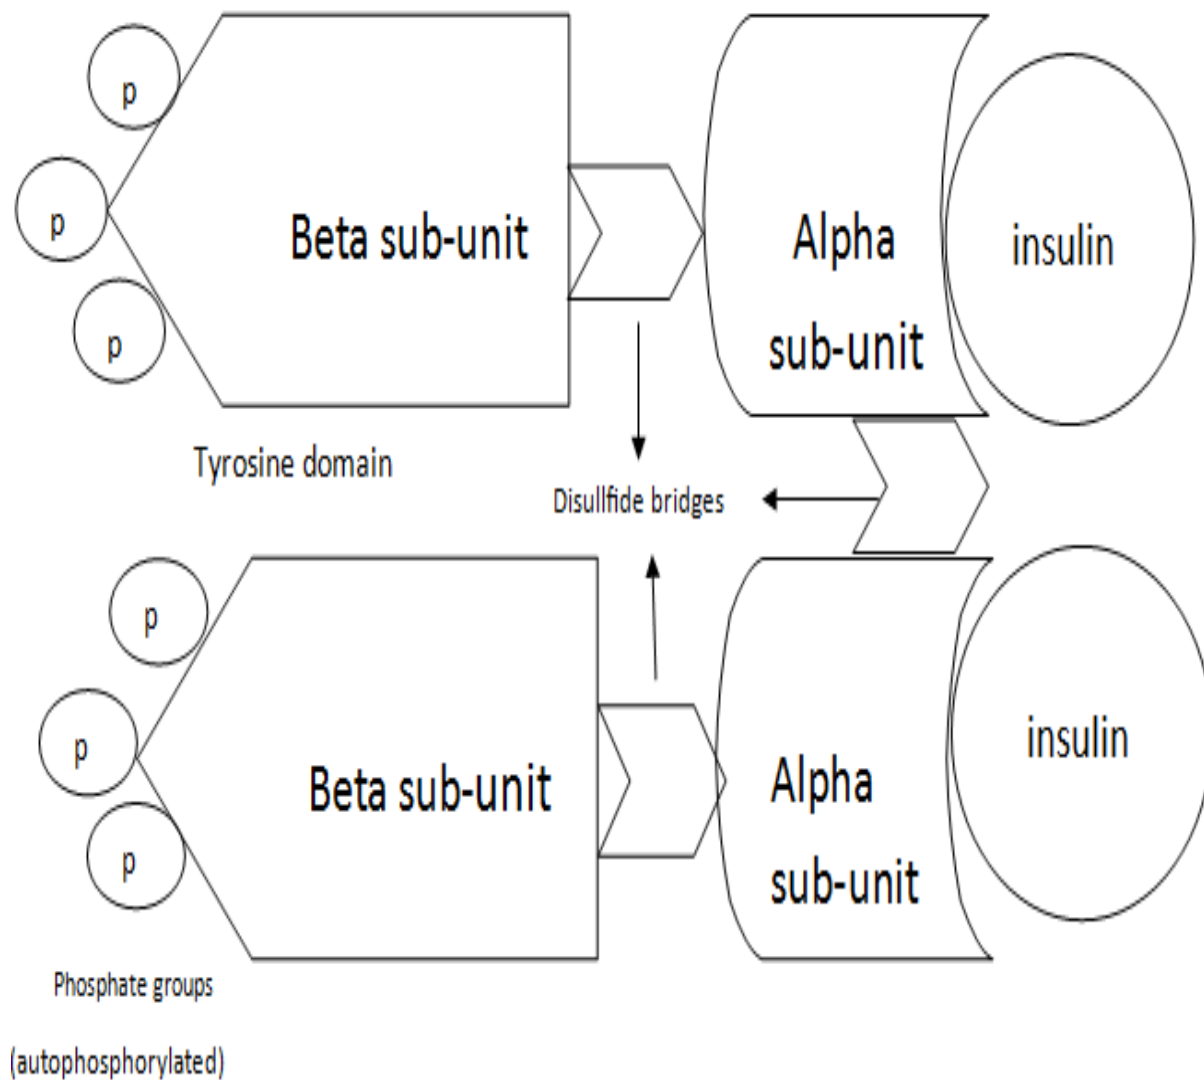 p
p
p
Beta sub-unit
Alpha
sub-unit
insulin
Tyrosine domain
Disullfide bridges
p
p
p
Beta sub-unit
Alpha
sub-unit
insulin
Phosphate groups
(autophosphorylated)